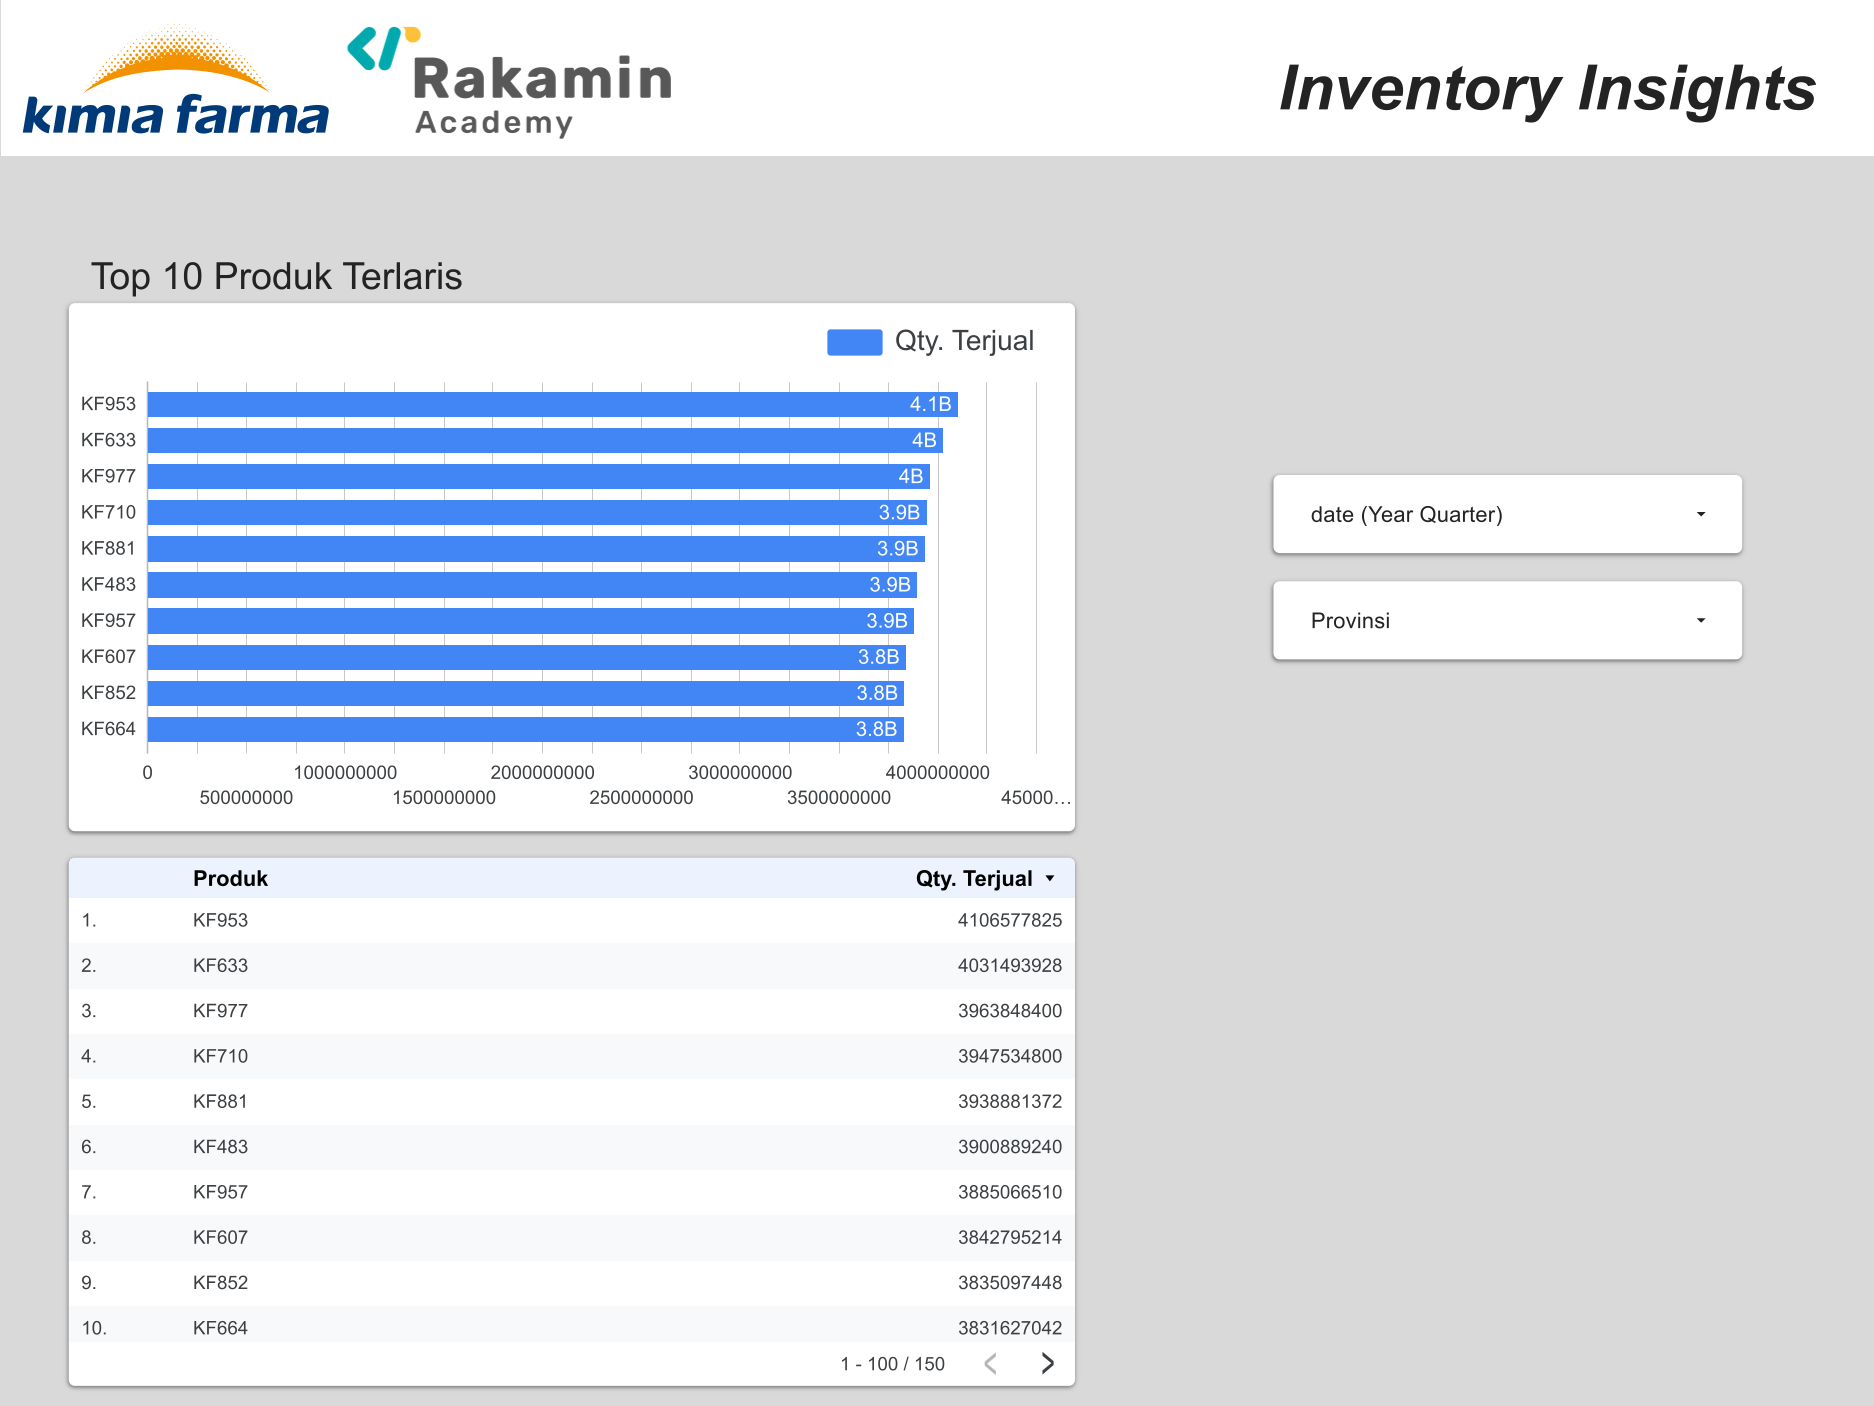 kimia farma
Rakamin
Academy
Inventory Insights
Top 10 Produk Terlaris
Qty. Terjual
KF953 4.1B
KF633 4B
KF977 4B
KF710 3.9B
KF881 3.9B
KF483 3.9B
KF957 3.9B
KF607 3.8B
KF852 3.8B
KF664 3.8B
0 1000000000 2000000000 3000000000 4000000000
500000000 1500000000 2500000000 3500000000 45000...
date (Year Quarter)
Provinsi
Produk Qty. Terjual
1. KF953 4106577825
2. KF633 4031493928
3. KF977 3963848400
4. KF710 3947534800
5. KF881 3938881372
6. KF483 3900889240
7. KF957 3885066510
8. KF607 3842795214
9. KF852 3835097448
10. KF664 3831627042
1 - 100 / 150